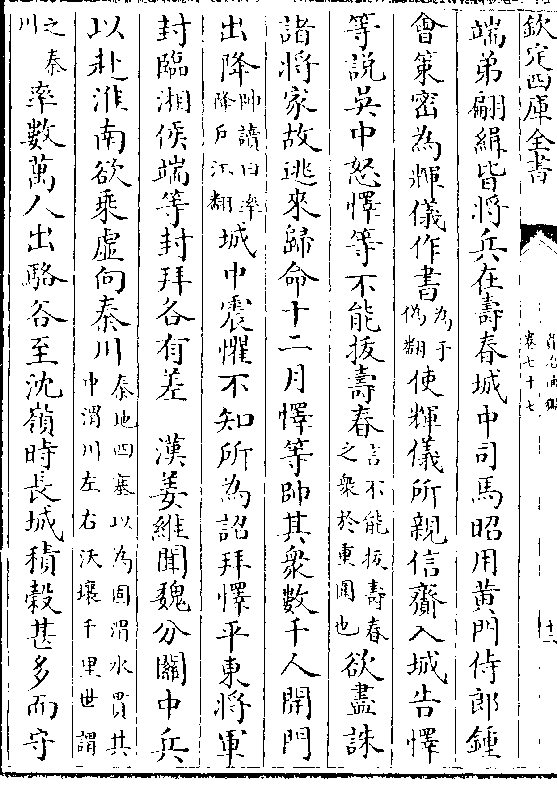 欽定四庫全書
卷七十七
端弟翩緝皆將兵在壽春城中司馬昭用黃門侍郎鍾
會策密為輝儀作書為于偽翻使輝儀所親信齎入城告懌
等說吳中怒懌等不能拔壽春言不能拔壽春之衆於重圍也欲盡誅
諸將家故逃來歸命十二月懌等帥其衆數千人開門
出降帥讀曰率降戶江翻城中震懼不知所為詔拜懌平東將軍
封臨湘侯端等封拜各有差　漢姜維聞魏分關中兵
以赴淮南欲乘虛向秦川秦地四塞以為固渭水貫其中渭川左右沃壤千里世謂
之秦川率數萬人出駱谷至沈嶺時長城積穀甚多而守